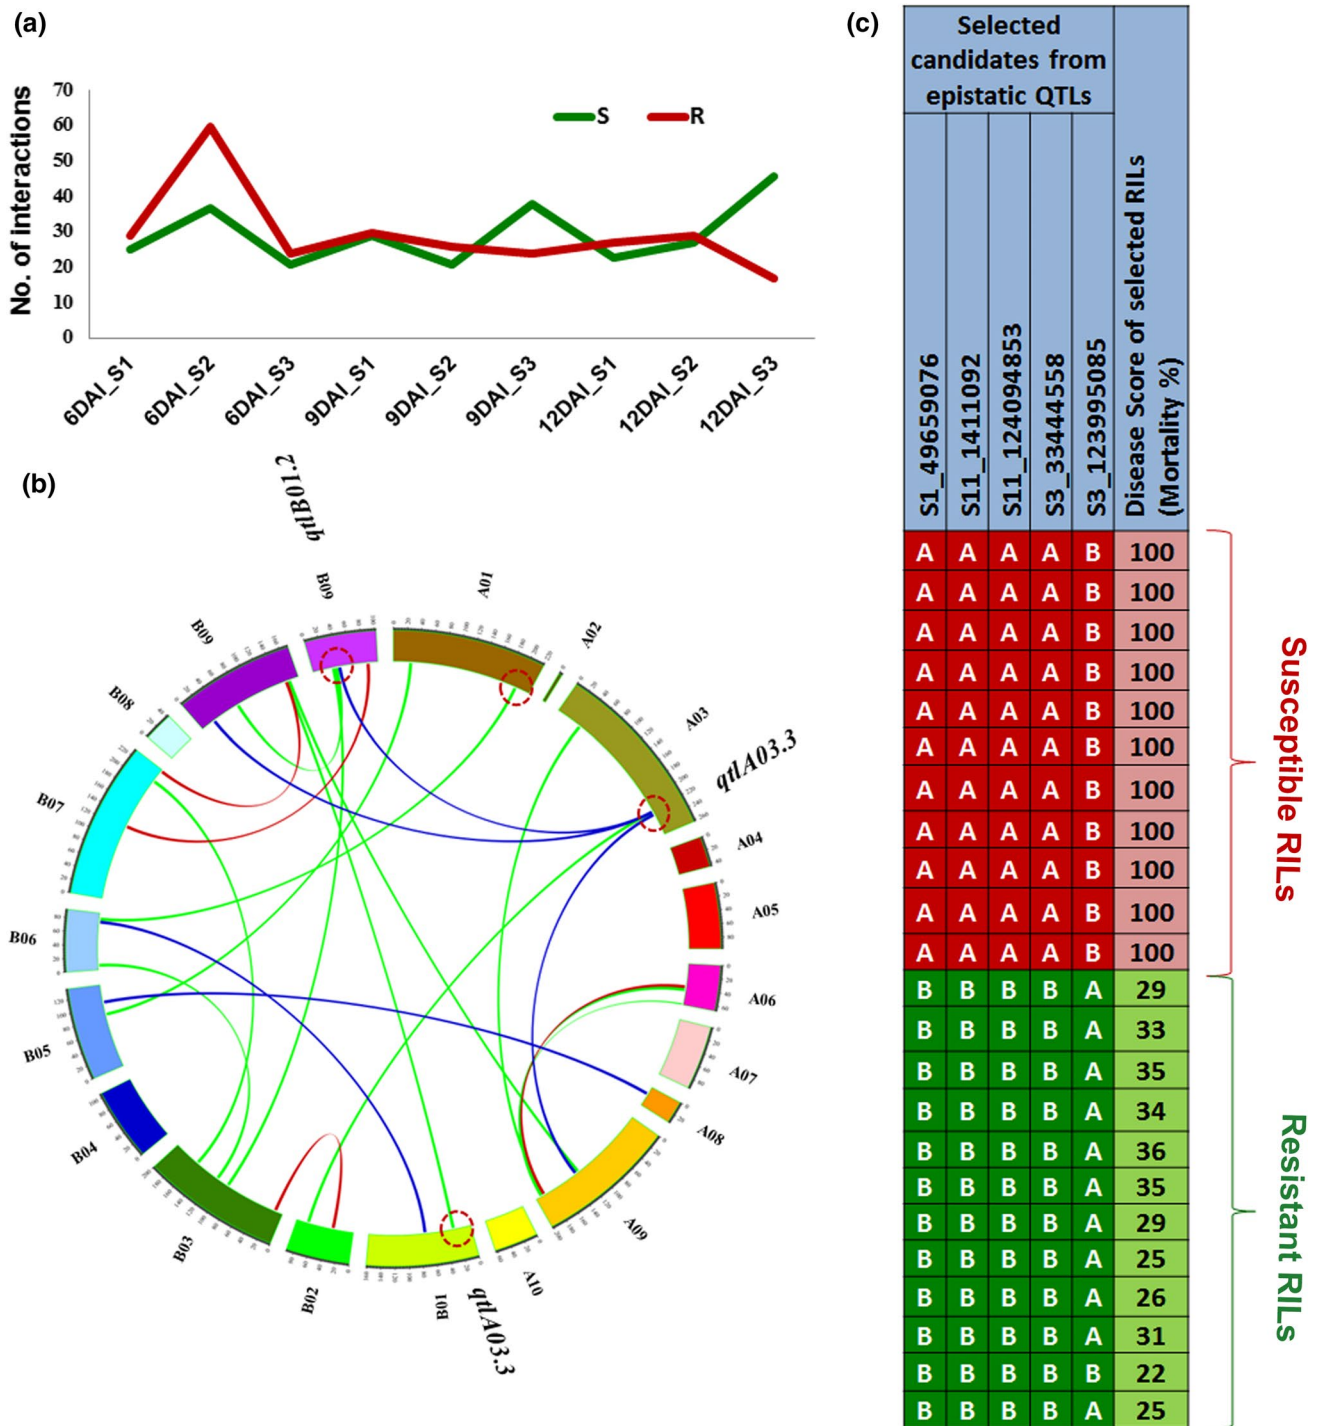 (a)
No. of interactions
70
60
50
40
30
20
10
0
S R
6DAI_S1
6DAI_S2
6DAI_S3
9DAI_S1
9DAI_S2
9DAI_S3
12DAI_S1
12DAI_S2
12DAI_S3
(b)
qtlB01.2
B09
A01
A02
A03
qtlA03.3
A04
A05
A06
A07
A08
A09
A10
qtlA03.3
B01
B02
B03
B04
B05
B06
B07
B08
B09
(c)
Selected
candidates from
epistatic QTLs
S1_49659076
S11_1411092
S11_124094853
S3_33444558
S3_123995085
Disease Score of selected RILs
(Mortality %)
A A A A B 100
A A A A B 100
A A A A B 100
A A A A B 100
A A A A B 100
A A A A B 100
A A A A B 100
A A A A B 100
A A A A B 100
A A A A B 100
A A A A B 100
B B B B A 29
B B B B A 33
B B B B A 35
B B B B A 34
B B B B A 36
B B B B A 35
B B B B A 29
B B B B A 25
B B B B A 26
B B B B A 31
B B B B B 22
B B B B A 25
Susceptible RILs
Resistant RILs